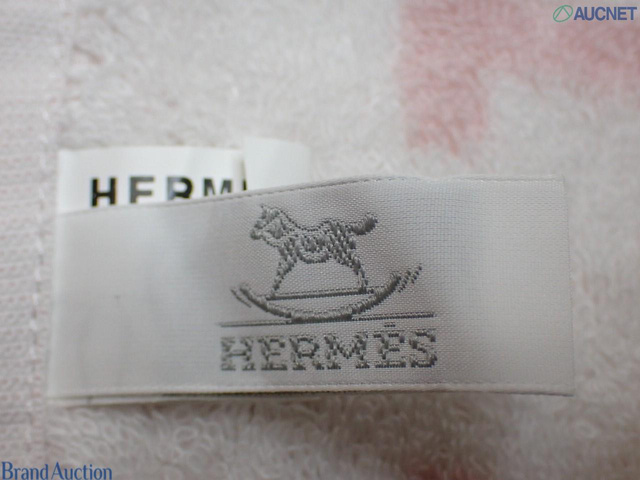 AUCNET
HERM
HERMÈS
Brand Auction